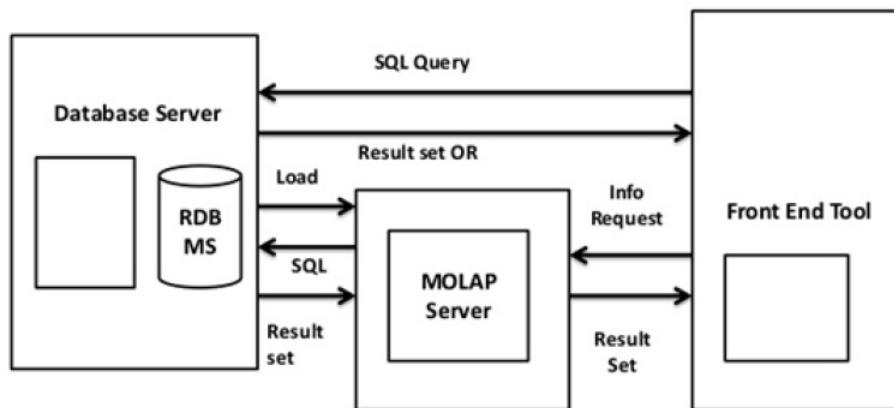 SQL Query
Database Server
Result set OR
Load
RDB
MS
SQL
Result
set
MOLAP
Server
Info
Request
Result
Set
Front End Tool